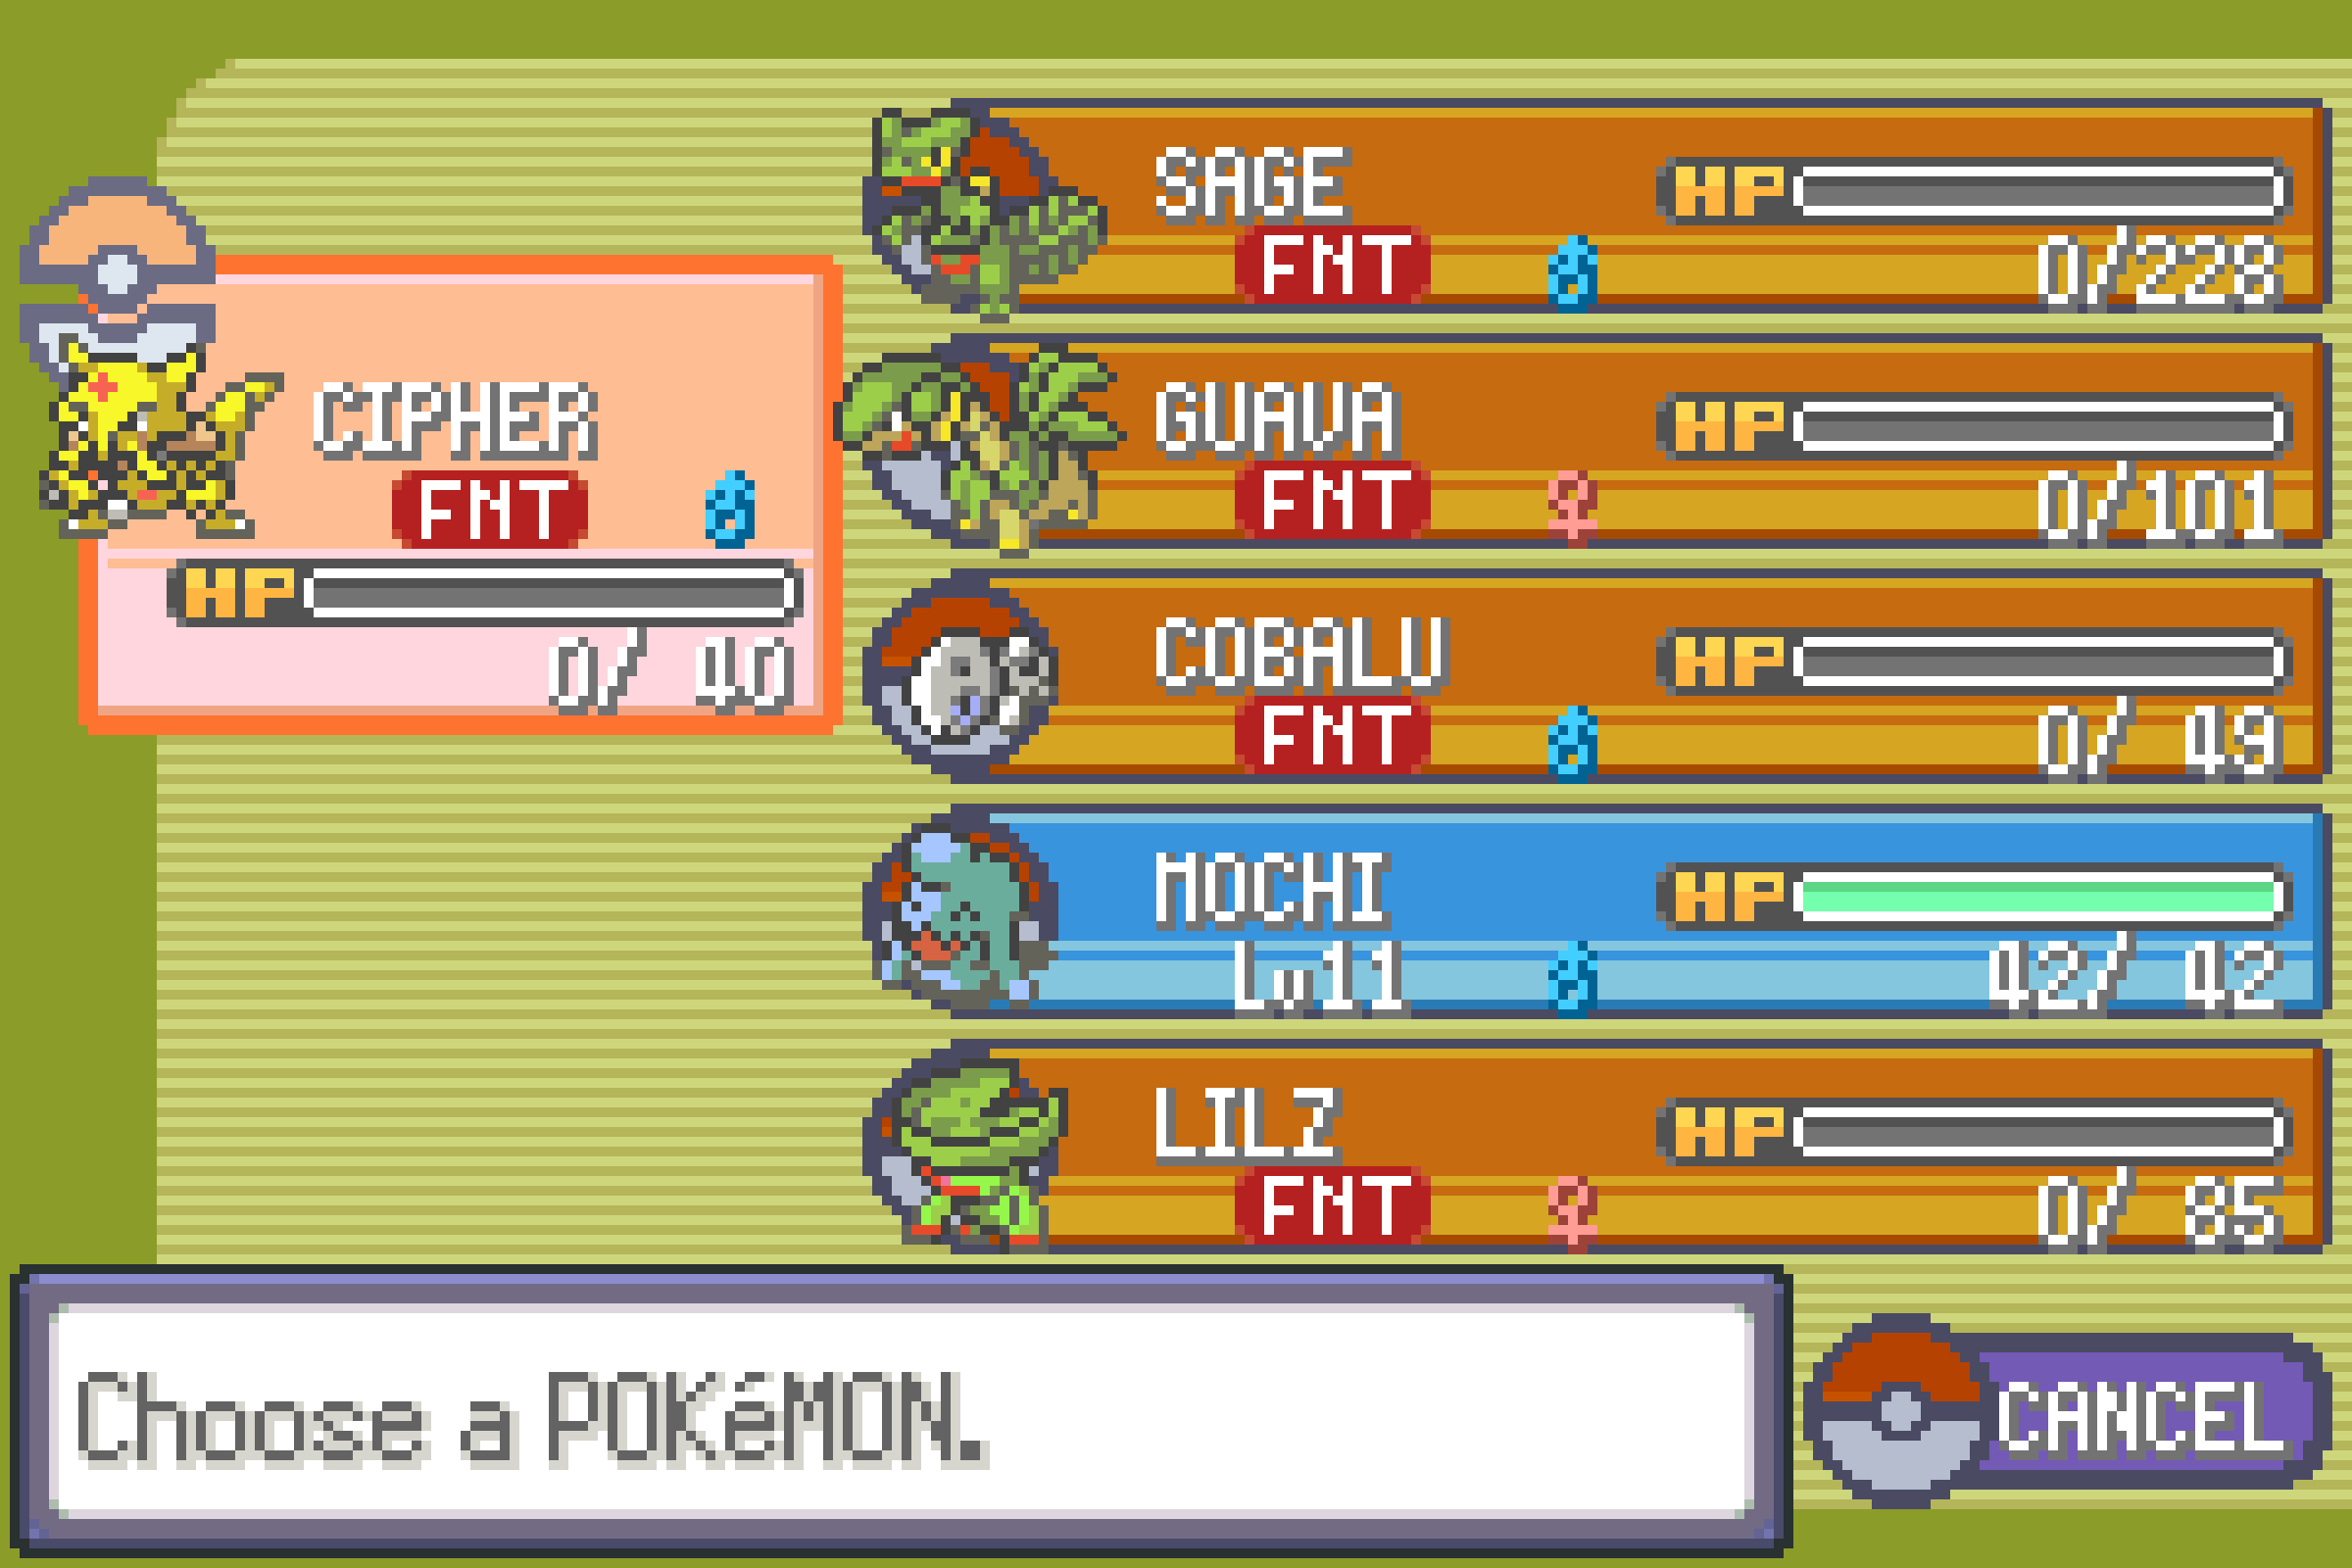 CIPHER
FNT ♂
HP
0/ 40
SAGE
HP
FNT ♂ 0/228
GUAVA
HP
FNT ♀ 0/101
COBALU
HP
FNT ♂ 0/ 49
MOCHI
HP
Lv11 ♂ 42/ 42
LILZ
HP
FNT ♀ 0/ 85
Choose a POKéMON.
CANCEL